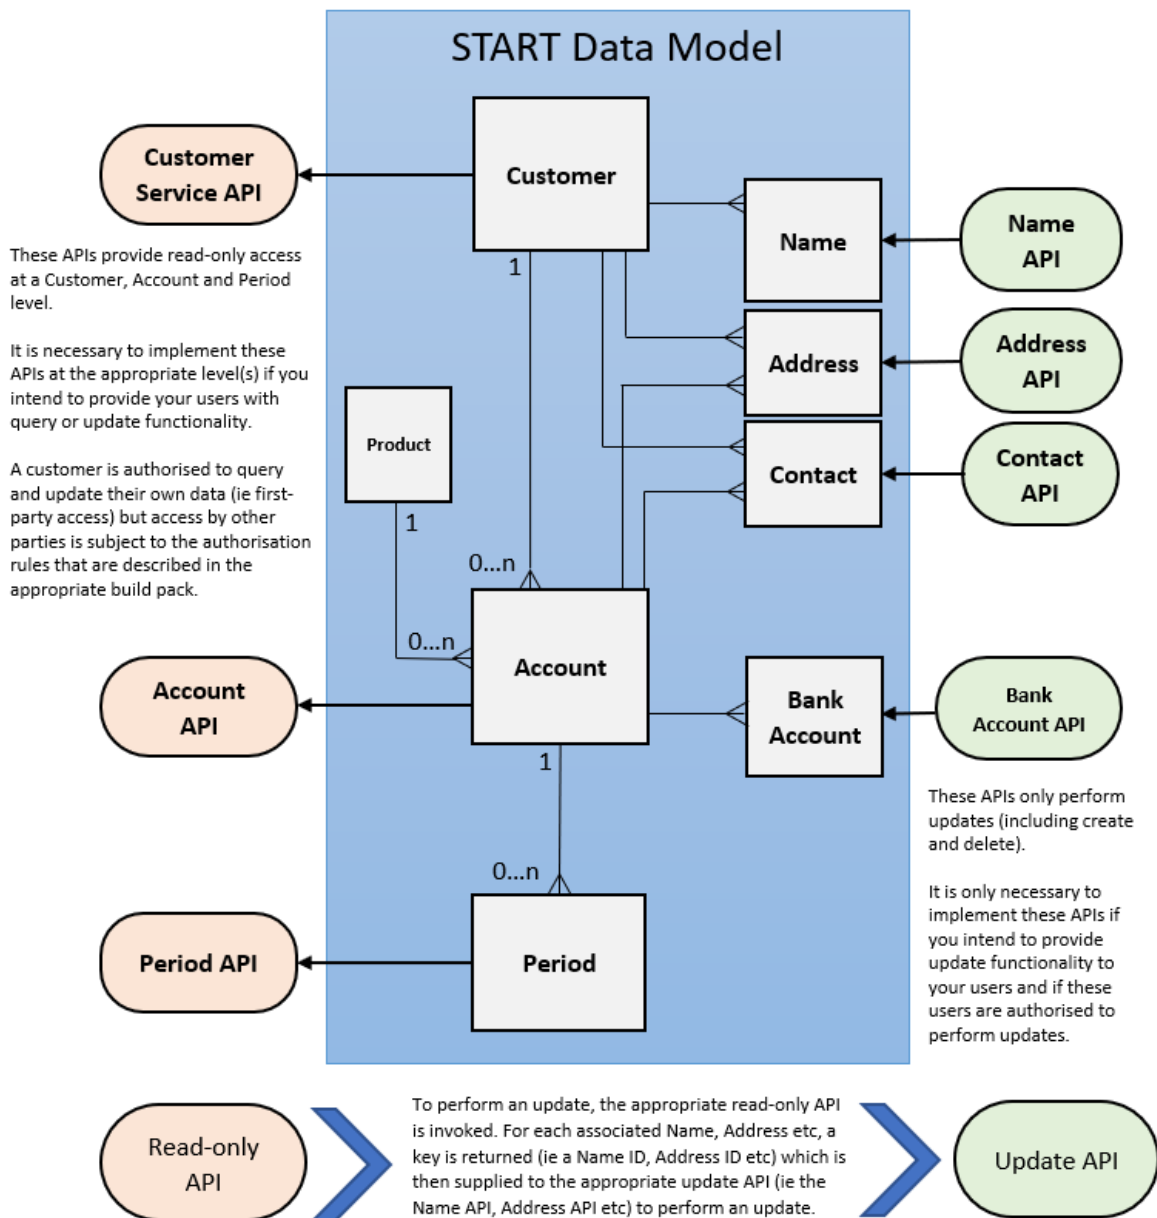 START Data Model
Customer
Service API
Customer
Name
Name
API
These APIs provide read-only access
at a Customer, Account and Period
level.
It is necessary to implement these
APIs at the appropriate level(s) if you
intend to provide your users with
query or update functionality.
A customer is authorised to query
and update their own data (ie first-
party access) but access by other
parties is subject to the authorisation
rules that are described in the
appropriate build pack.
1
Address
Address
API
Product
Contact
Contact
API
1
0...n
0...n
Account
API
Account
Bank
Account
Bank
Account API
1
These APIs only perform
updates (including create
and delete).
It is only necessary to
implement these APIs if
you intend to provide
update functionality to
your users and if these
users are authorised to
perform updates.
0...n
Period API
Period
Read-only
API
To perform an update, the appropriate read-only API
is invoked. For each associated Name, Address etc, a
key is returned (ie a Name ID, Address ID etc) which is
then supplied to the appropriate update API (ie the
Name API, Address API etc) to perform an update.
Update API